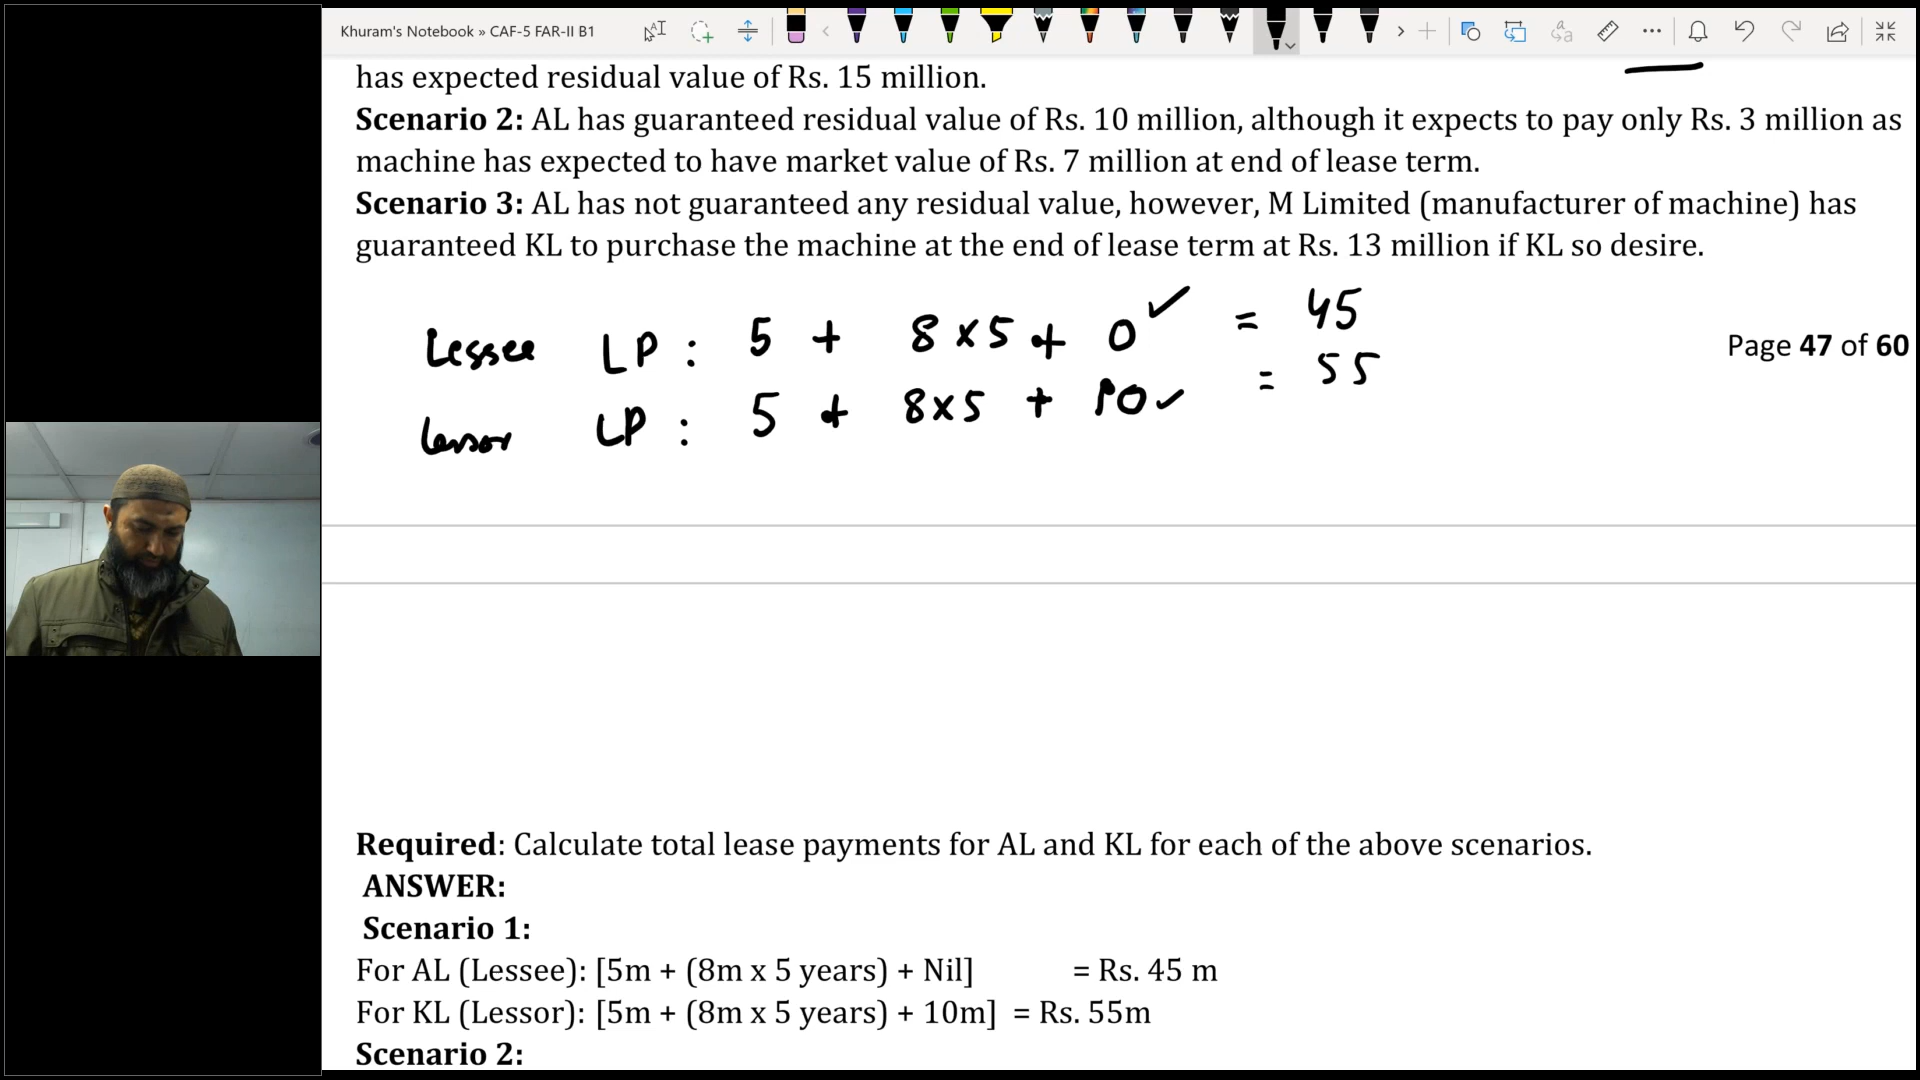 Khuram's Notebook » CAF-5 FAR-II B1
has expected residual value of Rs. 15 million.
Scenario 2: AL has guaranteed residual value of Rs. 10 million, although it expects to pay only Rs. 3 million as
machine has expected to have market value of Rs. 7 million at end of lease term.
Scenario 3: AL has not guaranteed any residual value, however, M Limited (manufacturer of machine) has
guaranteed KL to purchase the machine at the end of lease term at Rs. 13 million if KL so desire.
Lessee LP : 5 + 8 x 5 + 0 ✓ = 45
Page 47 of 60
Lessor LP : 5 + 8x5 + 10 ✓ = 55
Required: Calculate total lease payments for AL and KL for each of the above scenarios.
ANSWER:
Scenario 1:
For AL (Lessee): [5m + (8m x 5 years) + Nil] = Rs. 45 m
For KL (Lessor): [5m + (8m x 5 years) + 10m] = Rs. 55m
Scenario 2: